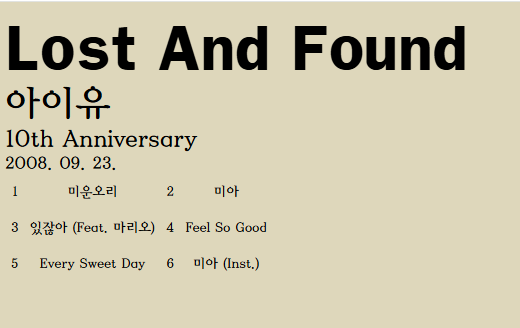 Lost And Found
아이유
10th Anniversary
2008. 09. 23.
1 미운오리 2 미아
3 있잖아 (Feat. 마리오) 4 Feel So Good
5 Every Sweet Day 6 미아 (Inst.)